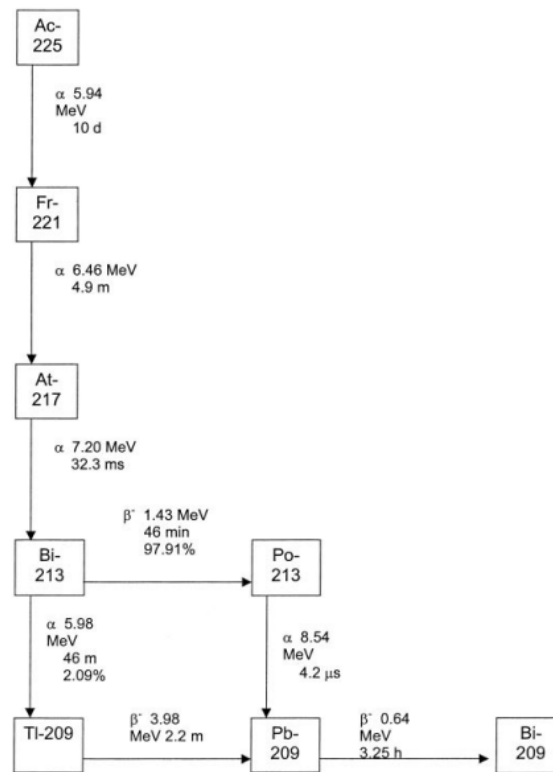 Ac-
225
α 5.94
MeV
10 d
Fr-
221
α 6.46 MeV
4.9 m
At-
217
α 7.20 MeV
32.3 ms
β⁻ 1.43 MeV
46 min
97.91%
Bi-
213
Po-
213
α 5.98
MeV
46 m
2.09%
α 8.54
MeV
4.2 μs
Tl-209
β⁻ 3.98
MeV 2.2 m
Pb-
209
β⁻ 0.64
MeV
3.25 h
Bi-
209